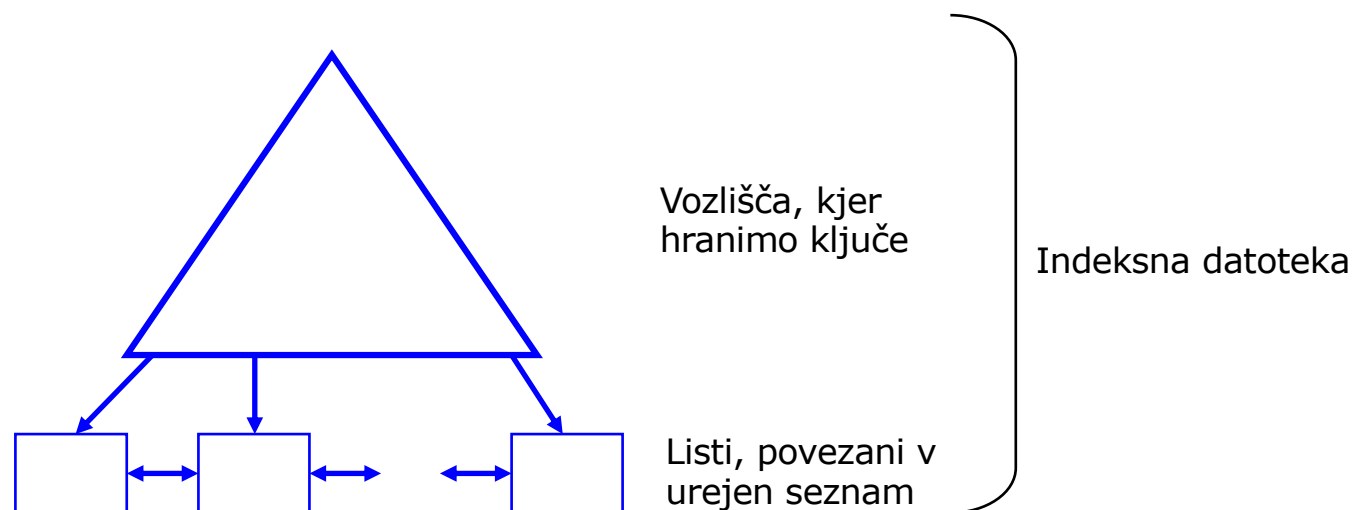 Vozlišča, kjer
hranimo ključe
Indeksna datoteka
Listi, povezani v
urejen seznam